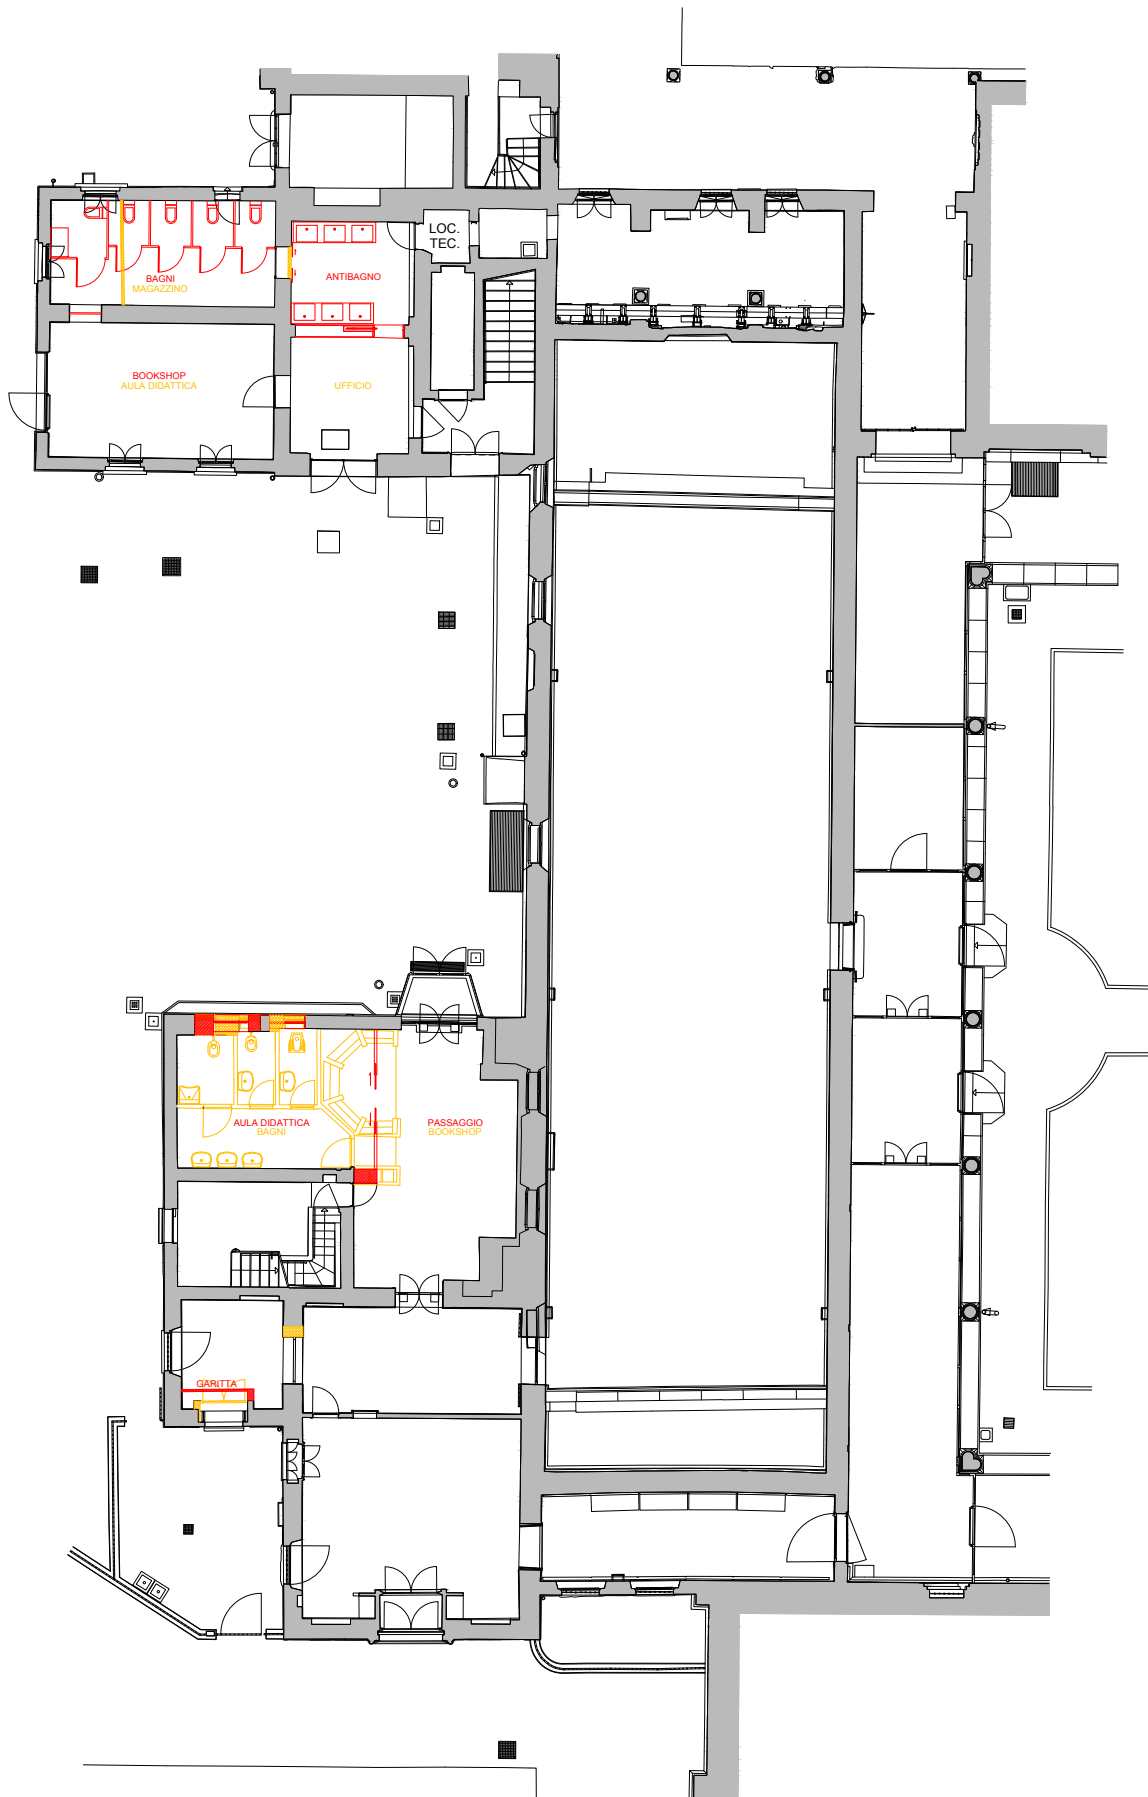 LOC.
TEC.
BAGNI
MAGAZZINO
ANTIBAGNO
BOOKSHOP
AULA DIDATTICA
UFFICIO
AULA DIDATTICA
BAGNI
PASSAGGIO
BOOKSHOP
GARITTA